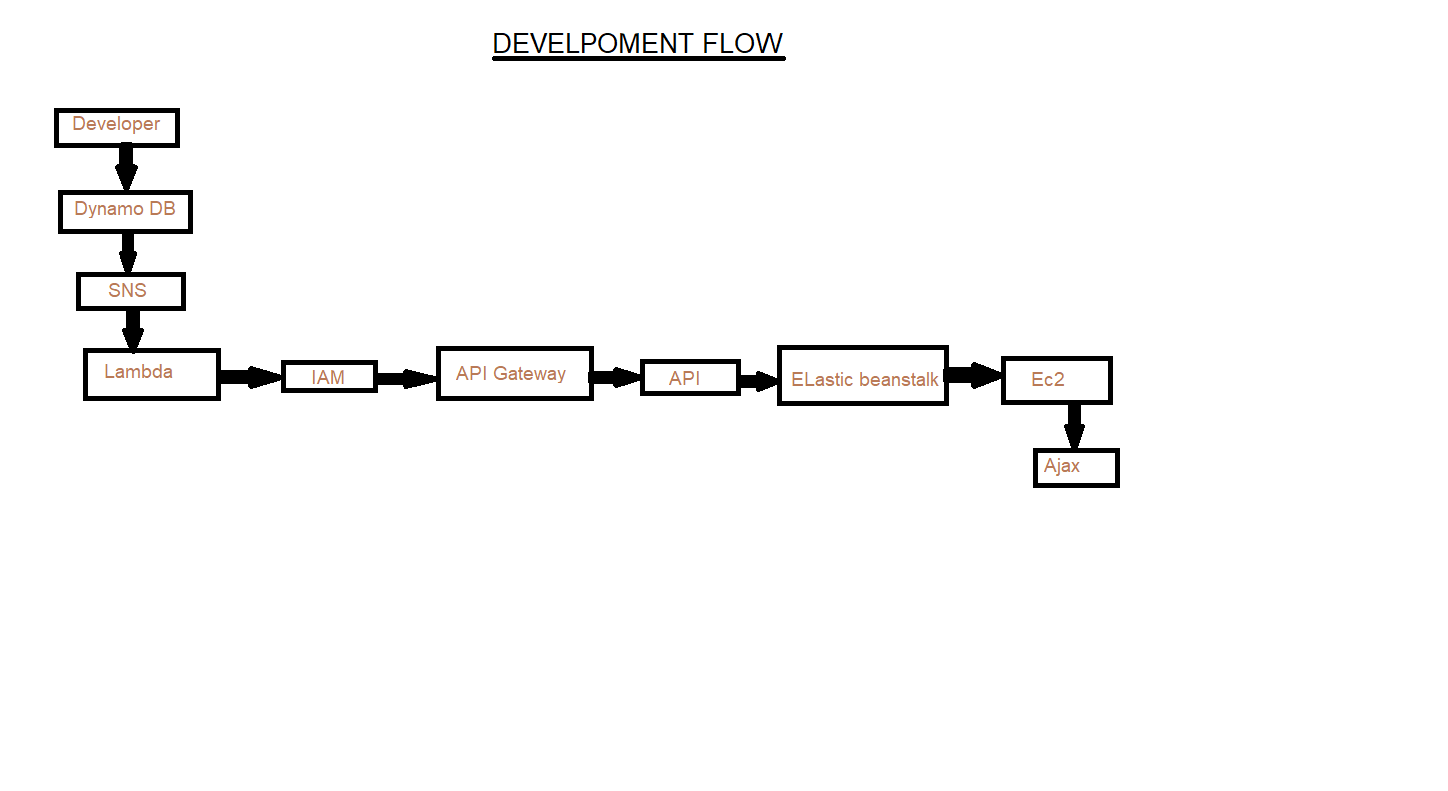 DEVELPOMENT FLOW
Developer
Dynamo DB
SNS
Lambda
IAM
API Gateway
API
ELastic beanstalk
Ec2
Ajax